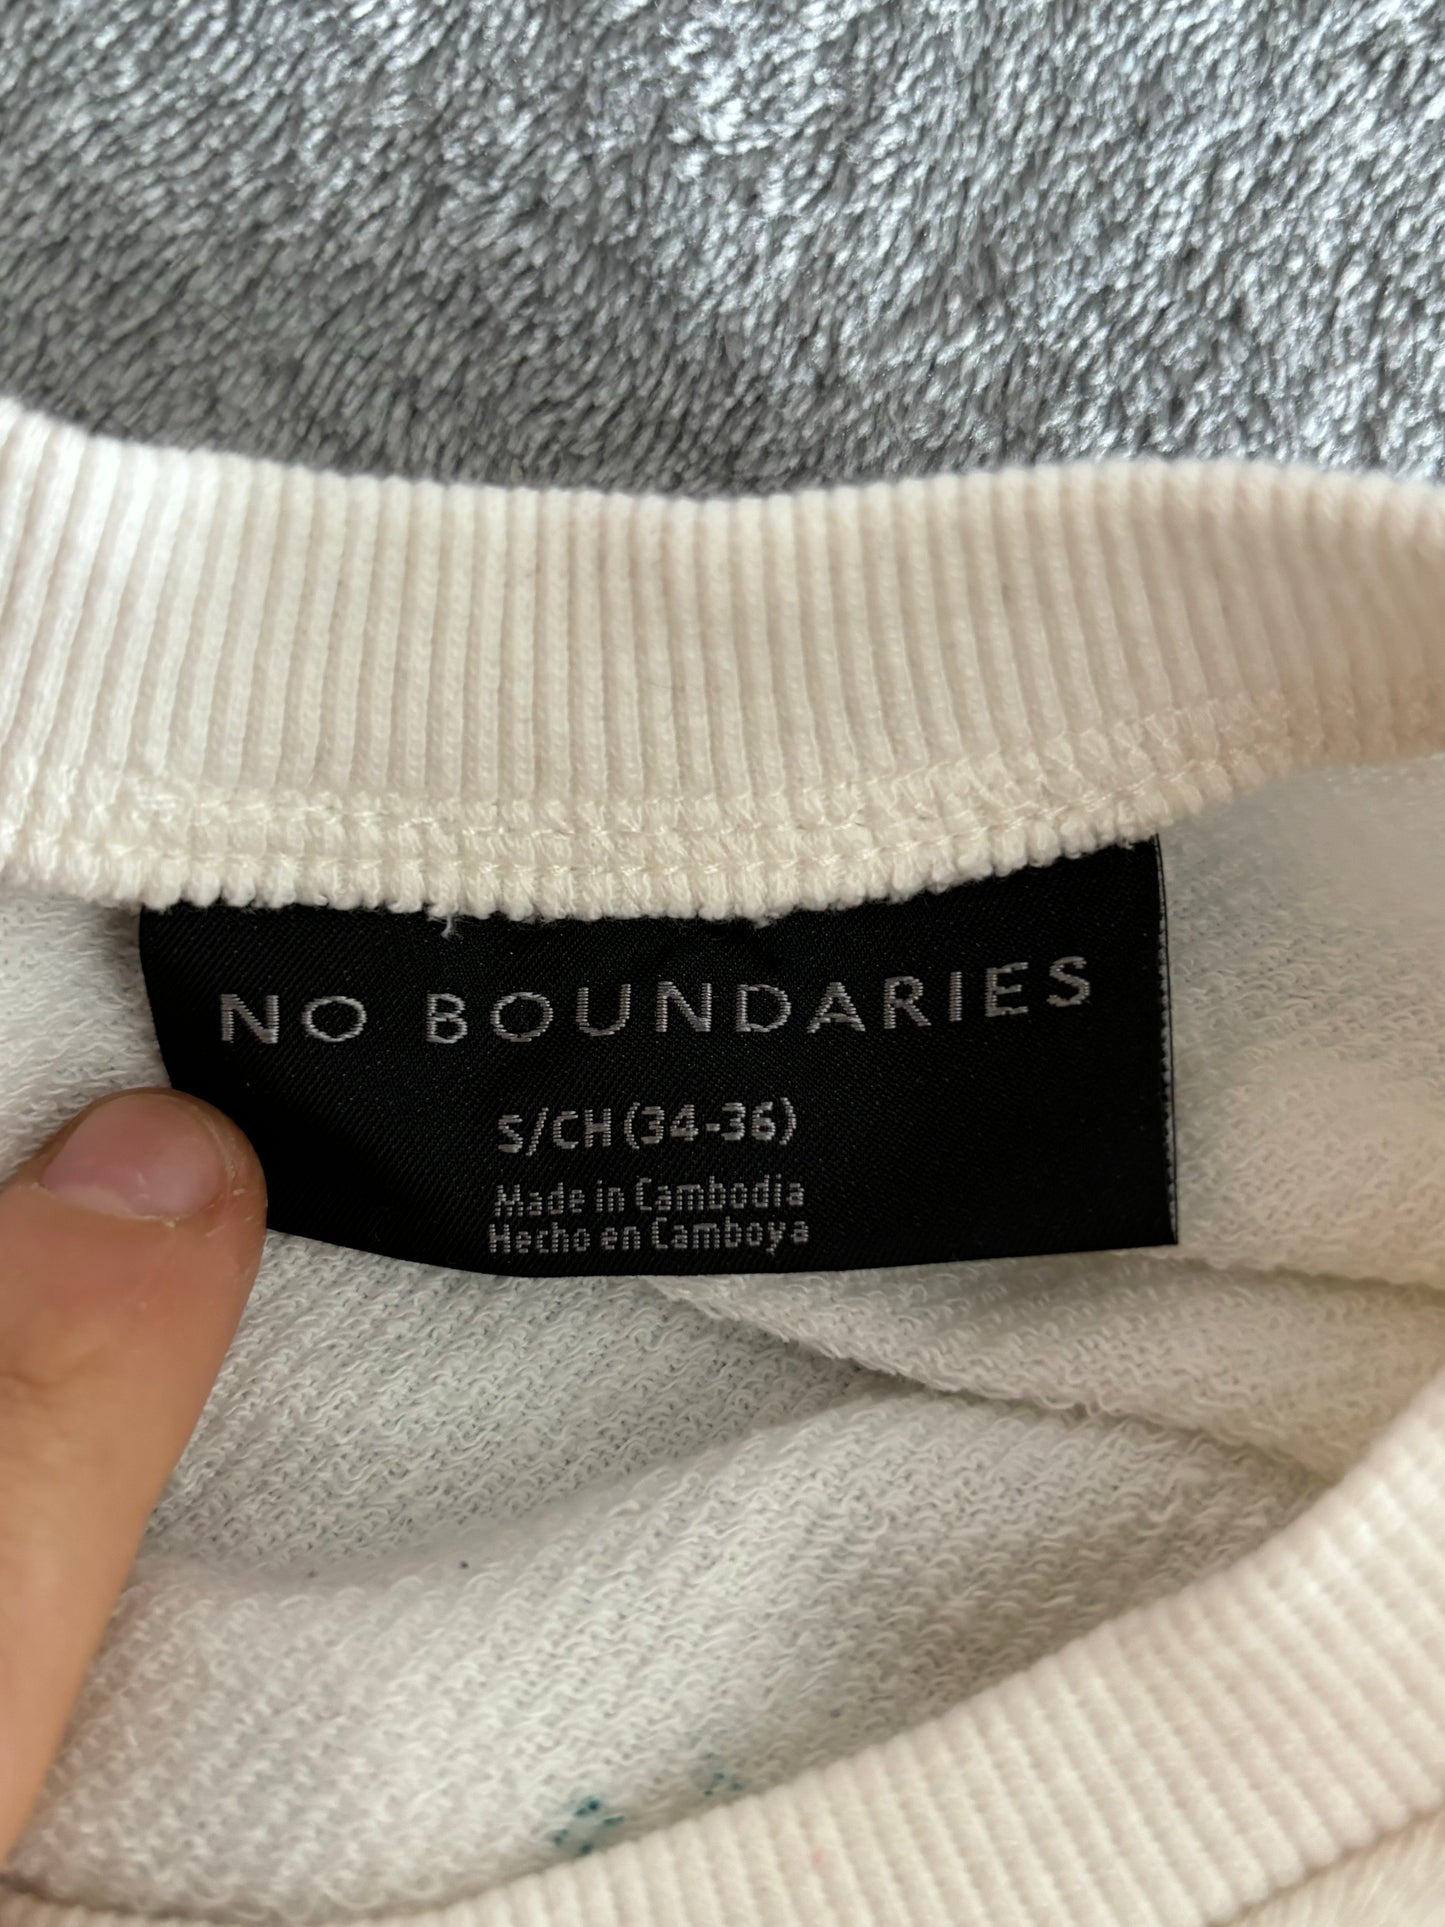 NO BOUNDARIES
S/CH (34-36)
Made in Cambodia
Hecho en Camboya